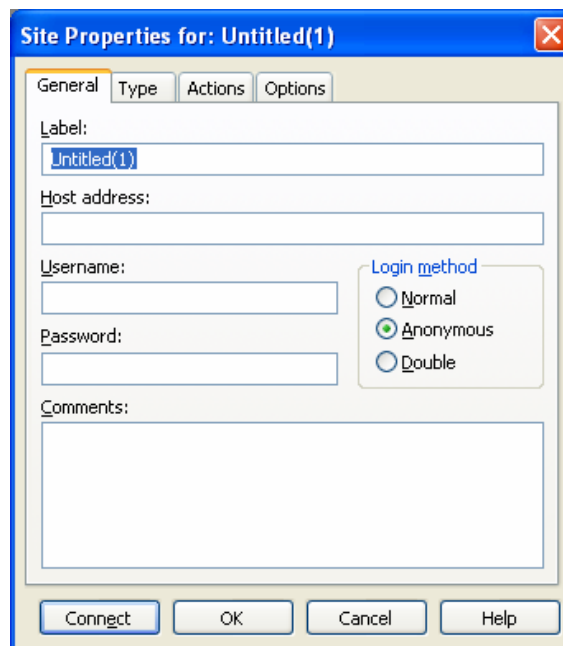 Site Properties for: Untitled(1)
General Type Actions Options
Label:
Untitled(1)
Host address:
Username:
Login method
Normal
Anonymous
Password:
Double
Comments:
Connect OK Cancel Help